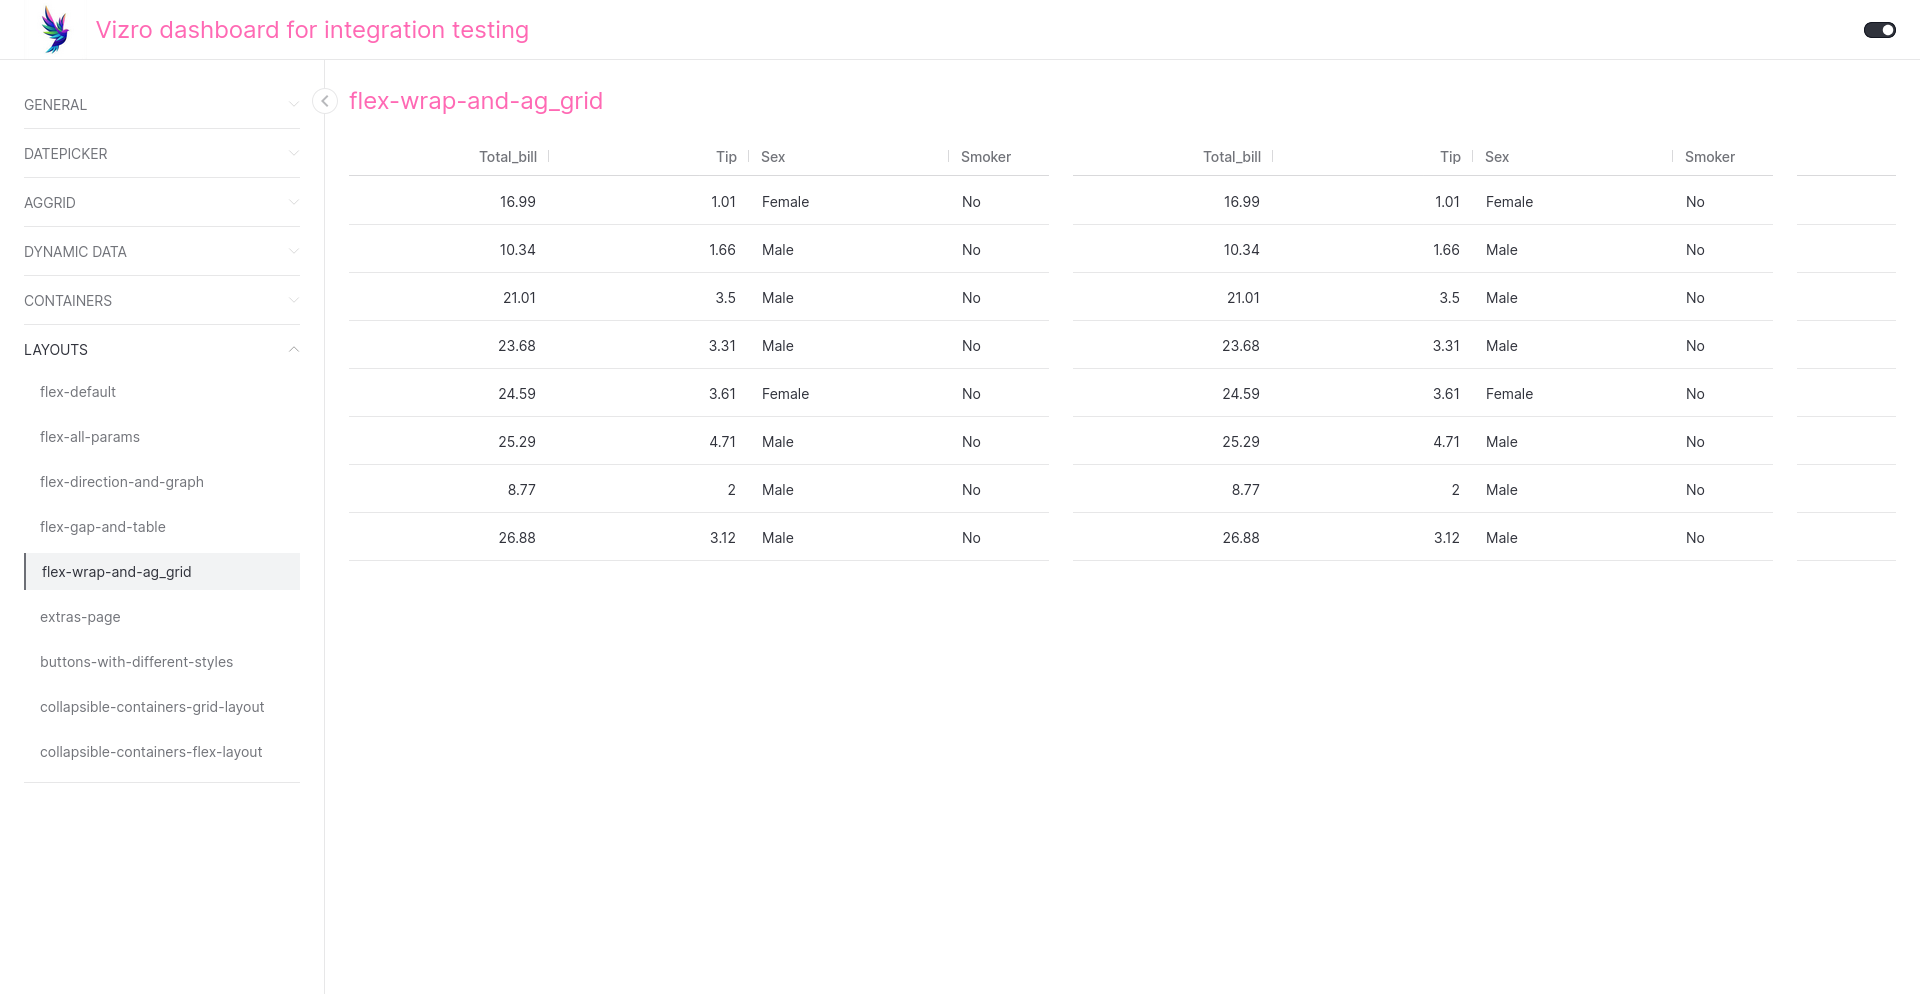 Vizro dashboard for integration testing
GENERAL
DATEPICKER
AGGRID
DYNAMIC DATA
CONTAINERS
LAYOUTS
flex-default
flex-all-params
flex-direction-and-graph
flex-gap-and-table
flex-wrap-and-ag_grid
extras-page
buttons-with-different-styles
collapsible-containers-grid-layout
collapsible-containers-flex-layout
flex-wrap-and-ag_grid
Total_bill Tip Sex Smoker Total_bill Tip Sex Smoker
16.99 1.01 Female No 16.99 1.01 Female No
10.34 1.66 Male No 10.34 1.66 Male No
21.01 3.5 Male No 21.01 3.5 Male No
23.68 3.31 Male No 23.68 3.31 Male No
24.59 3.61 Female No 24.59 3.61 Female No
25.29 4.71 Male No 25.29 4.71 Male No
8.77 2 Male No 8.77 2 Male No
26.88 3.12 Male No 26.88 3.12 Male No